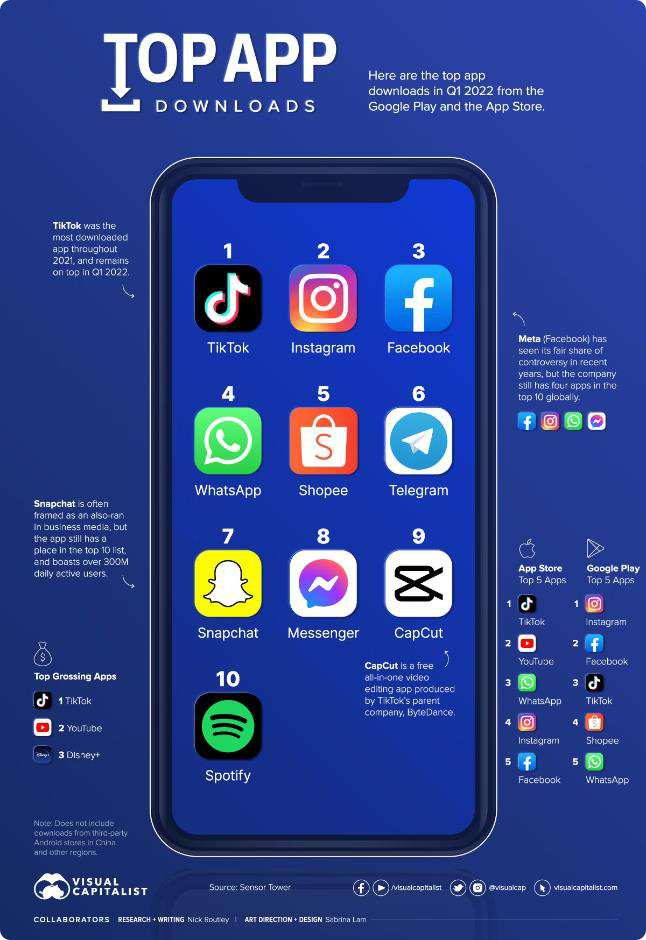 TOP APP
DOWNLOADS
Here are the top app
downloads in Q1 2022 from the
Google Play and the App Store.
TikTok was the
most downloaded
app throughout
2021, and remains
on top in Q1 2022.
1 2 3
TikTok Instagram Facebook
Meta (Facebook) has
seen its fair share of
controversy in recent
years, but the company
still has four apps in the
top 10 globally.
4 5 6
S
WhatsApp Shopee Telegram
Snapchat is often
framed as an also-ran
in business media, but
the app still has a
place in the top 10 list,
and boasts over 300M
daily active users.
7 8 9
Snapchat Messenger CapCut
CapCut is a free
all-in-one video
editing app produced
by TikTok's parent
company, ByteDance.
10
Spotify
App Store Google Play
Top 5 Apps Top 5 Apps
1 TikTok 1 Instagram
2 YouTube 2 Facebook
3 WhatsApp 3 TikTok
4 Instagram 4 Shopee
5 Facebook 5 WhatsApp
Top Grossing Apps
1 TikTok
2 YouTube
3 Disney+
Note: Does not include
downloads from third-party
Android stores in China
and other regions.
VISUAL
CAPITALIST
Source: Sensor Tower
/visualcapitalist @visualcap visualcapitalist.com
COLLABORATORS RESEARCH + WRITING Nick Routley | ART DIRECTION + DESIGN Sabrina Lam